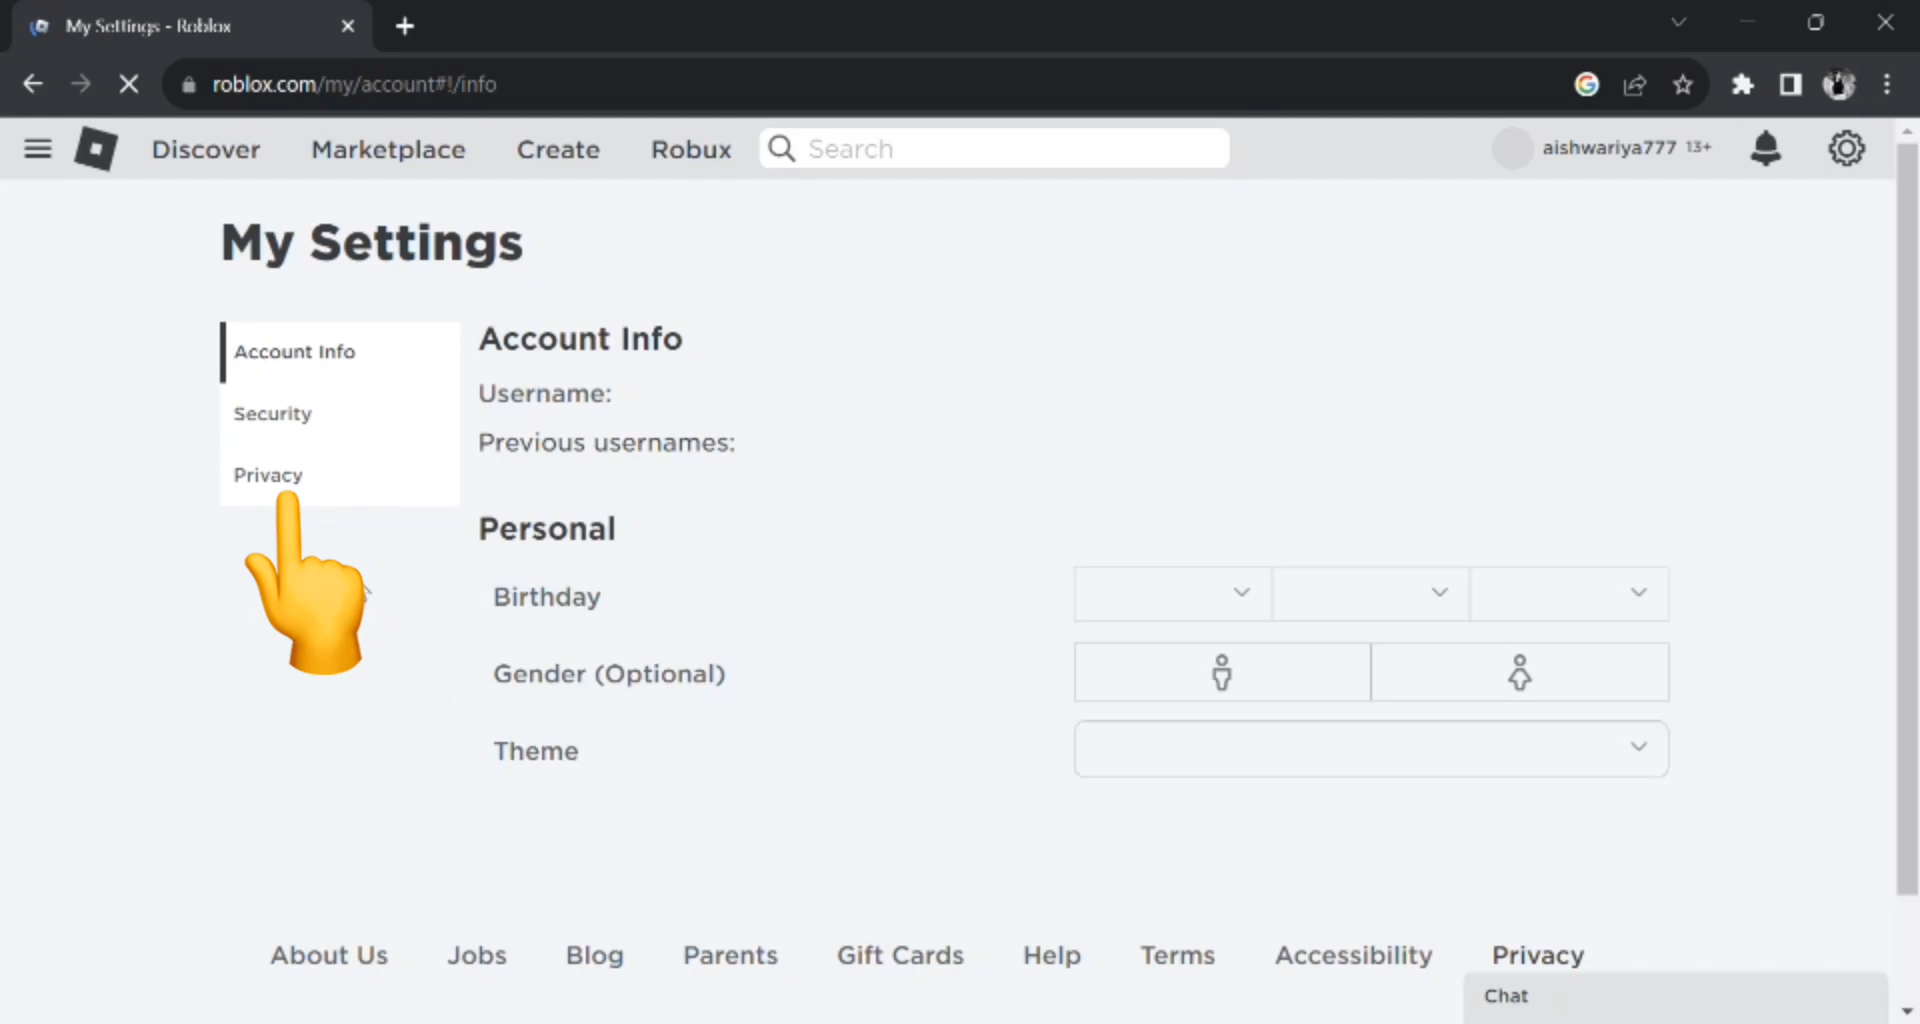 My Settings - Roblox
roblox.com/my/account#!/info
Discover Marketplace Create Robux Search aishwariya777 13+
My Settings
Account Info
Security
Privacy
Account Info
Username:
Previous usernames:
Personal
Birthday
Gender (Optional)
Theme
About Us Jobs Blog Parents Gift Cards Help Terms Accessibility Privacy
Chat